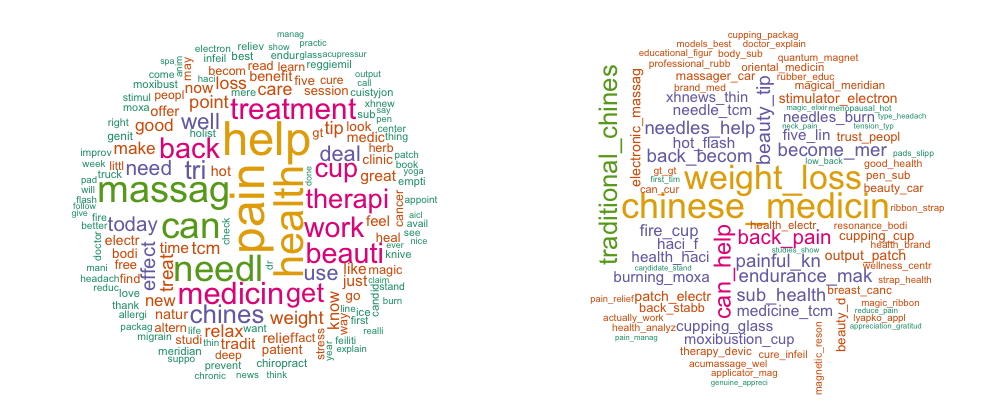 manag
show practic
electron reliev endur glass acupressur
infeil best
spa anim may becom read learn reggiemil
come haci benefit five cure output
moxibust now loss care session call
stimul peopl mere cuistyjon
moxa offer point treatment sub xhnew say
right good well pen
genit holist help gt tip look center
make back medic thing
improv need tri hot deal herb patch
week clinic book
truck littl pain health done cup great yoga
pad massag empti
will therapi cancer appoint
flash
follow can work feel aicl
give fire today check avail
better heal see
doctor electr time tcm beauti ever nice
bodi effect treat needl dr knive
mani free use like magic
headach find medicin get just claim
reduc candid stand
love new chines know go burn
thank natur weight line ice
allergi way first
packag altern life relax want relief fact stress realli
migrain studi thin tradit patient year feiliti
meridian deep explain
suppo prevent chiropract
chronic news think
cupping_packag
models_best doctor_explain
educational_figur body_sub
professional_rubb quantum_magnet
oriental_medicin
massager_car rubber_educ
brand_med magical_meridian
traditional_chines electronic_massag xhnews_thin beauty_tip stimulator_electron
needle_tcm magic_elixir menopausal_hot
needles_burn type_headach
needles_help neck_pain tension_typ
hot_flash five_lin trust_peopl
back_becom become_mer
low_back pads_slipp
gt_gt good_health
first_tim weight_loss pen_sub
can_cur beauty_car
chinese_medicin ribbon_strap
health_electr
fire_cup can_help back_pain resonance_bodi
haci_f cupping_cup
health_haci studies_show health_brand
painful_kn output_patch
candidate_stand wellness_centr
burning_moxa endurance_mak strap_health
breast_canc
pain_relief patch_electr sub_health magic_ribbon
back_stabb medicine_tcm beauty_d reduce_pain
actually_work lyapko_appl
health_analyz cupping_glass magnetic_reson appreciation_gratitud
pain_manag moxibustion_cup
therapy_devic cure_infeil
acumassage_wel
applicator_mag
genuine_appreci